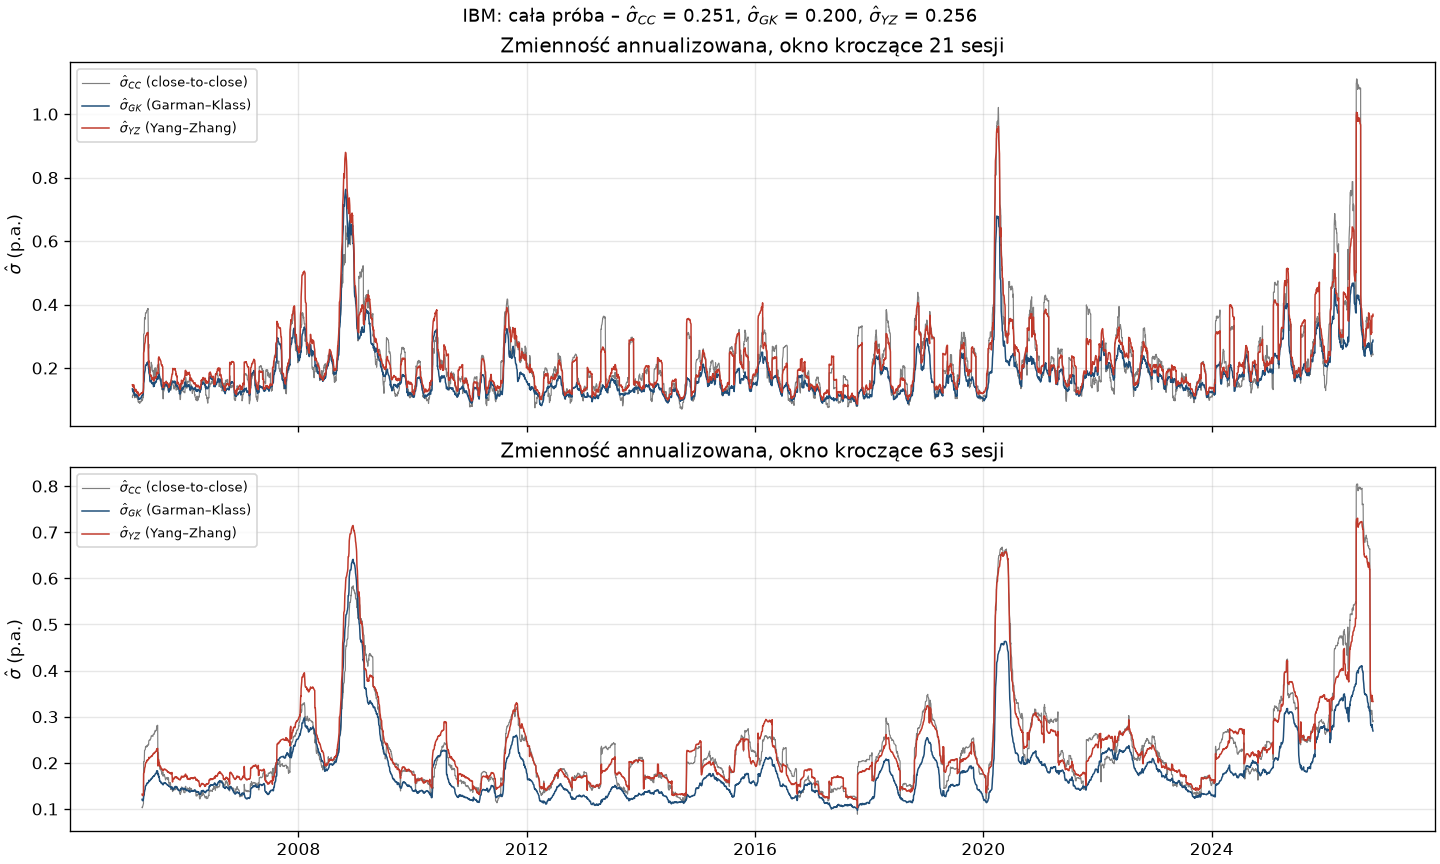 IBM: cała próba – σ̂CC = 0.251, σ̂GK = 0.200, σ̂YZ = 0.256
Zmienność annualizowana, okno kroczące 21 sesji
σ̂CC (close-to-close)
σ̂GK (Garman–Klass)
σ̂YZ (Yang–Zhang)
σ̂ (p.a.)
1.0
0.8
0.6
0.4
0.2
Zmienność annualizowana, okno kroczące 63 sesji
σ̂CC (close-to-close)
σ̂GK (Garman–Klass)
σ̂YZ (Yang–Zhang)
σ̂ (p.a.)
0.8
0.7
0.6
0.5
0.4
0.3
0.2
0.1
2008 2012 2016 2020 2024